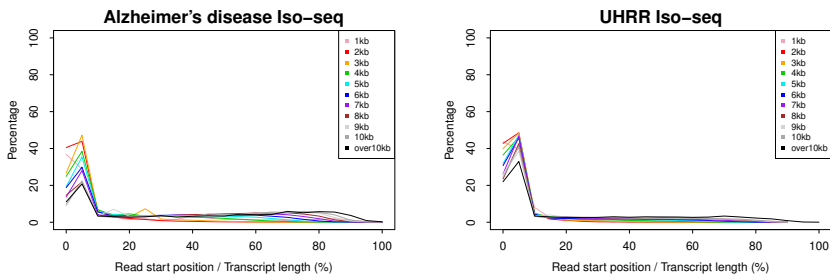 Alzheimer's disease Iso−seq
Percentage
100
80
60
40
20
0
0 20 40 60 80 100
Read start position / Transcript length (%)
1kb
2kb
3kb
4kb
5kb
6kb
7kb
8kb
9kb
10kb
over10kb
UHRR Iso−seq
Percentage
100
80
60
40
20
0
0 20 40 60 80 100
Read start position / Transcript length (%)
1kb
2kb
3kb
4kb
5kb
6kb
7kb
8kb
9kb
10kb
over10kb